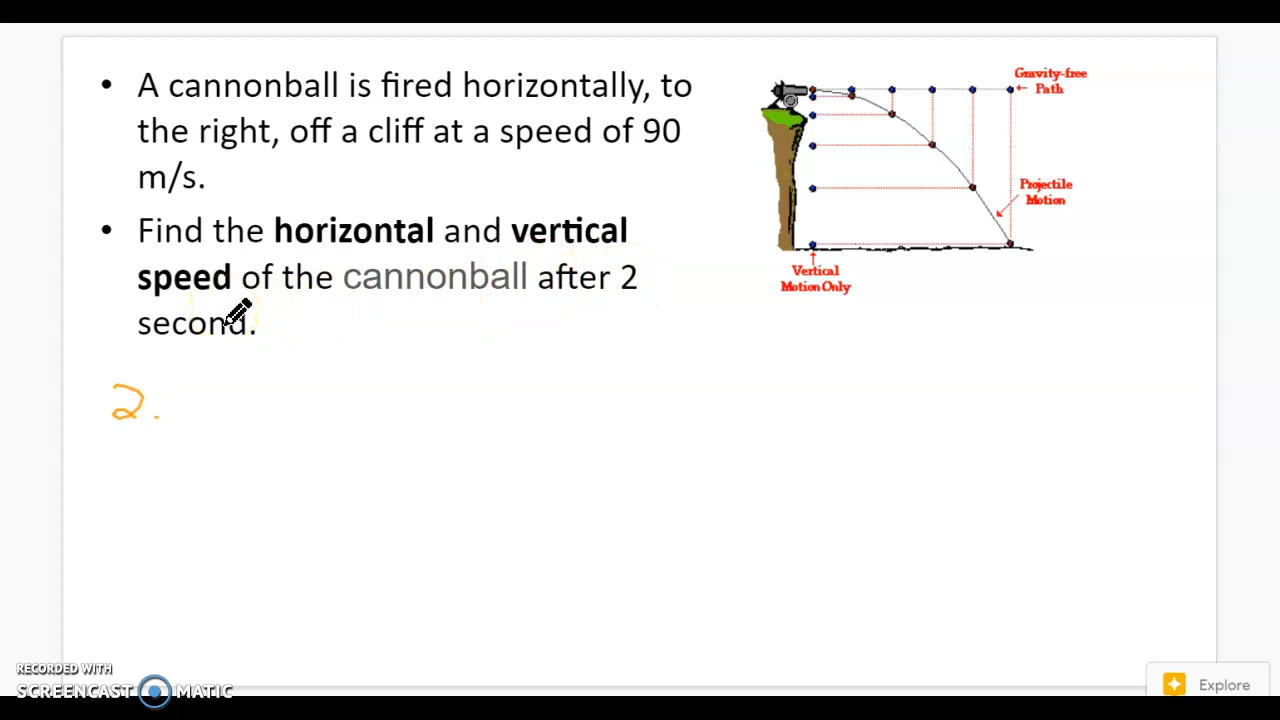 • A cannonball is fired horizontally, to
the right, off a cliff at a speed of 90
m/s.
• Find the horizontal and vertical
speed of the cannonball after 2
second.
Gravity-free
← Path
Projectile
Motion
Vertical
Motion Only
2.
RECORDED WITH
SCREENCAST MATIC
Explore